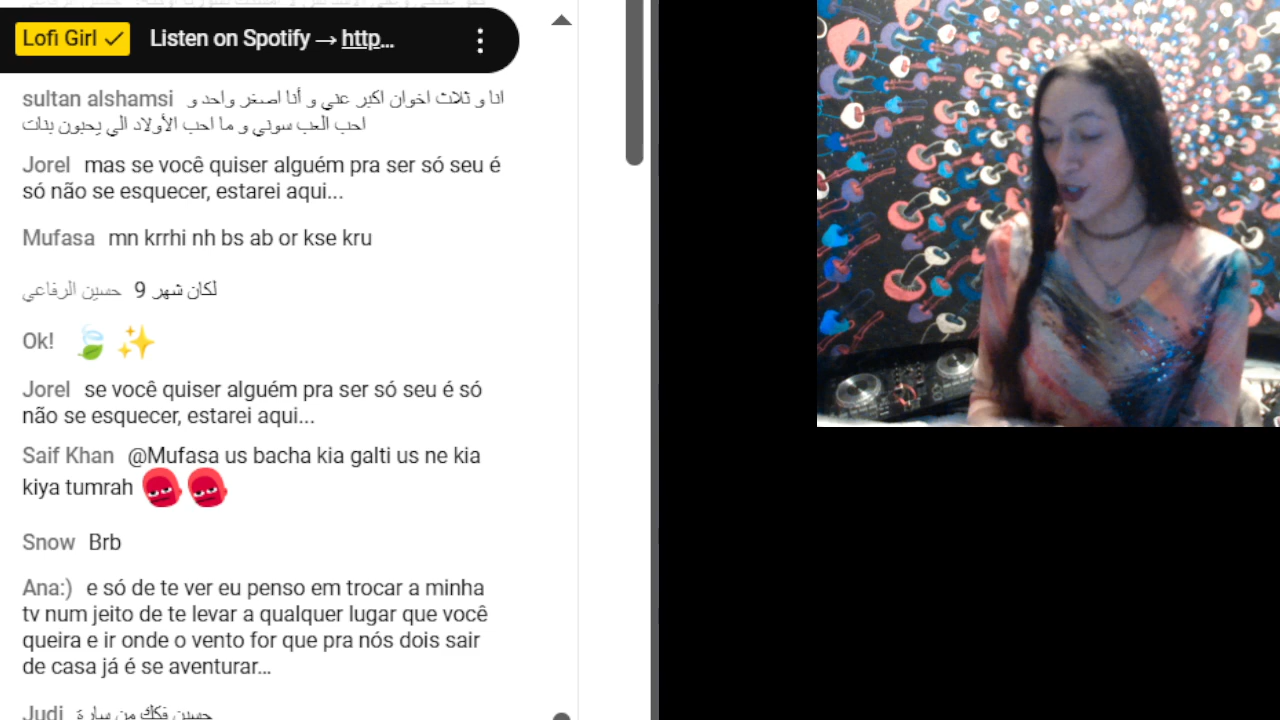 Lofi Girl Listen on Spotify → http...
sultan alshamsi انا و ثلاث اخوان اكبر عني و أنا اصغر واحد و
احب العب سوني و ما احب الأولاد الي يحبون بنات
Jorel mas se você quiser alguém pra ser só seu é
só não se esquecer, estarei aqui...
Mufasa mn krrhi nh bs ab or kse kru
حسين الرفاعي لكان شهر 9
Ok! 🍃 ✨
Jorel se você quiser alguém pra ser só seu é só
não se esquecer, estarei aqui...
Saif Khan @Mufasa us bacha kia galti us ne kia
kiya tumrah
Snow Brb
Ana:) e só de te ver eu penso em trocar a minha
tv num jeito de te levar a qualquer lugar que você
queira e ir onde o vento for que pra nós dois sair
de casa já é se aventurar...
Judi حسين فكك من سارة